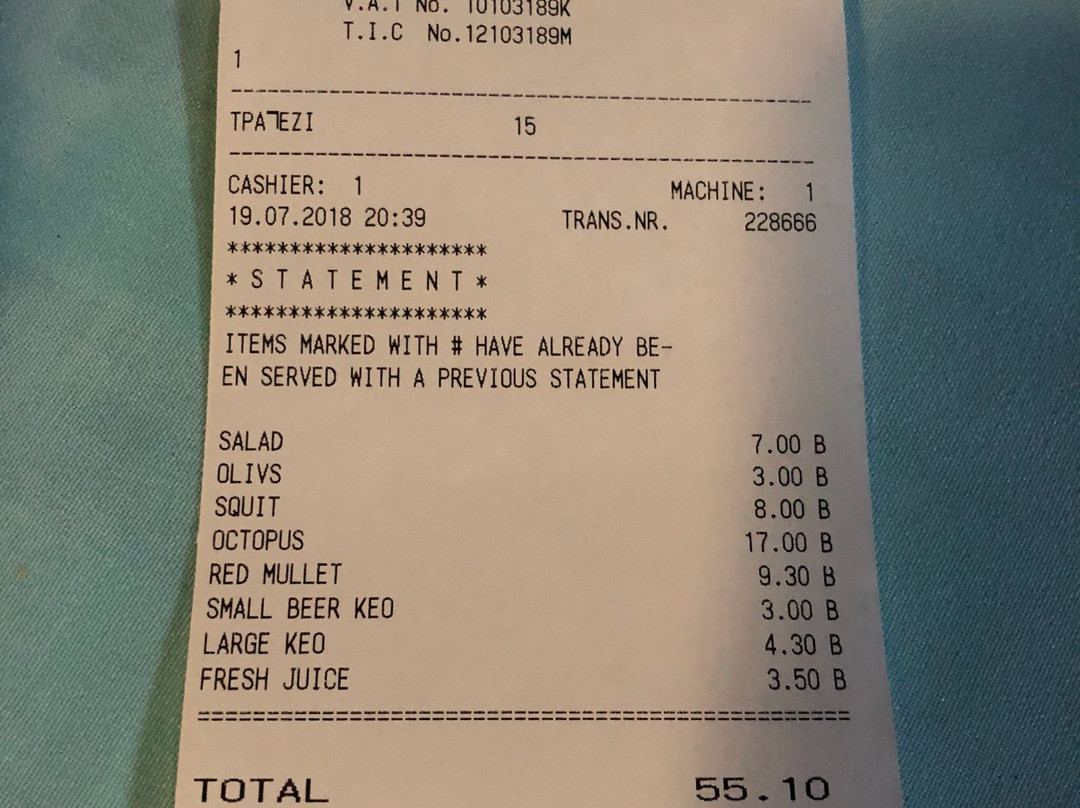 V.A.T No. 10103189K
T.I.C No.12103189M
1
--------------------------------------------------
ΤΡΑΠΕΖΙ 15
--------------------------------------------------
CASHIER: 1 MACHINE: 1
19.07.2018 20:39 TRANS.NR. 228666
*********************
* S T A T E M E N T *
*********************
ITEMS MARKED WITH # HAVE ALREADY BE-
EN SERVED WITH A PREVIOUS STATEMENT
SALAD 7.00 B
OLIVS 3.00 B
SQUIT 8.00 B
OCTOPUS 17.00 B
RED MULLET 9.30 B
SMALL BEER KEO 3.00 B
LARGE KEO 4.30 B
FRESH JUICE 3.50 B
==================================================
TOTAL 55.10